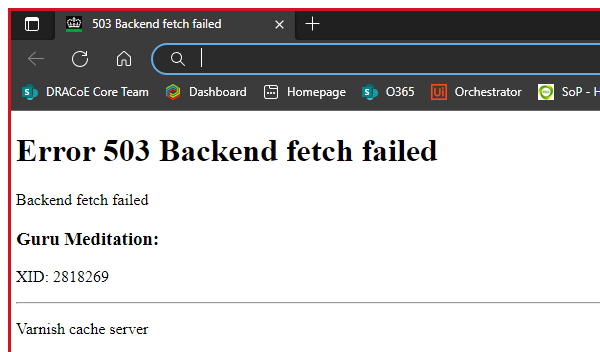 503 Backend fetch failed
DRACoE Core Team Dashboard Homepage O365 Ui Orchestrator SoP - H
Error 503 Backend fetch failed
Backend fetch failed
Guru Meditation:
XID: 2818269
Varnish cache server